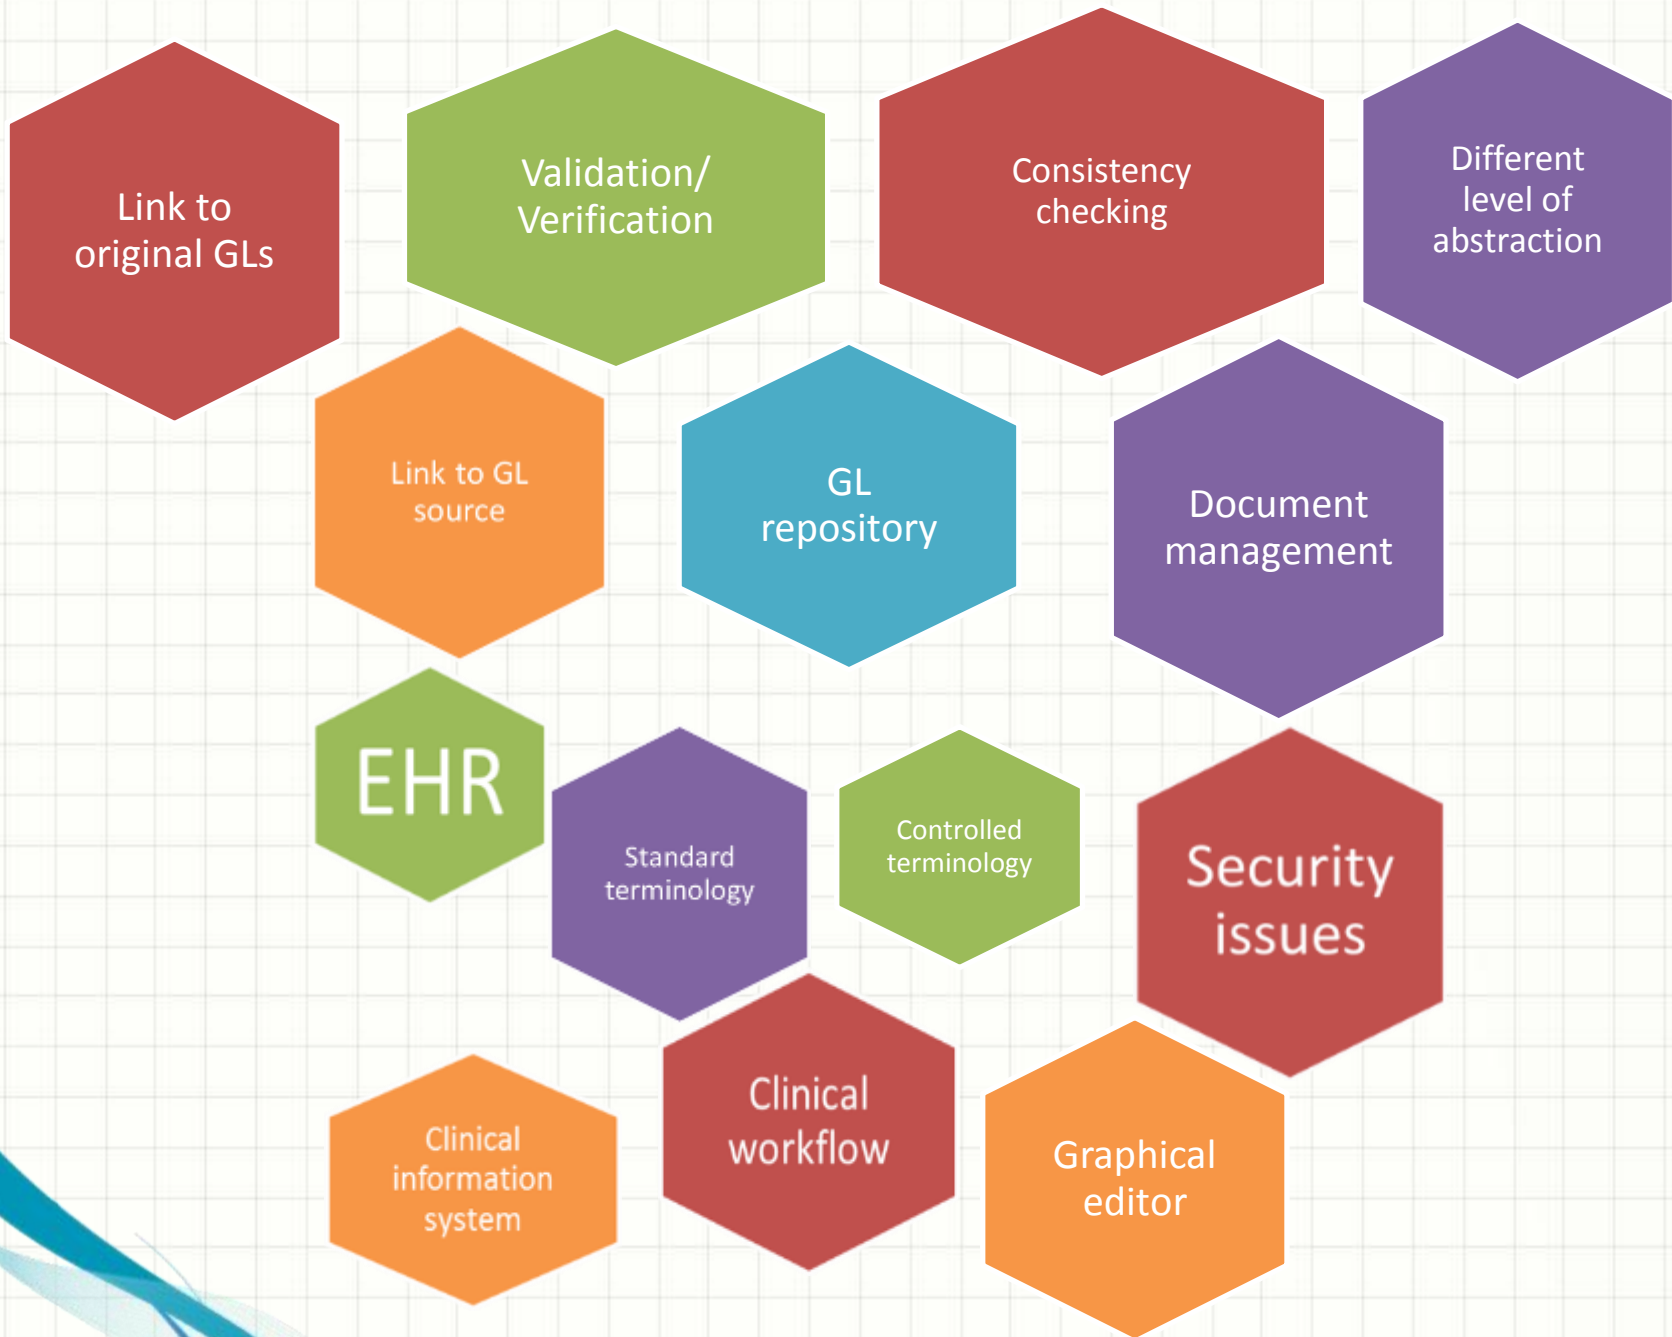 Link to
original GLs
Validation/
Verification
Consistency
checking
Different
level of
abstraction
Link to GL
source
GL
repository
Document
management
EHR
Standard
terminology
Controlled
terminology
Security
issues
Clinical
information
system
Clinical
workflow
Graphical
editor